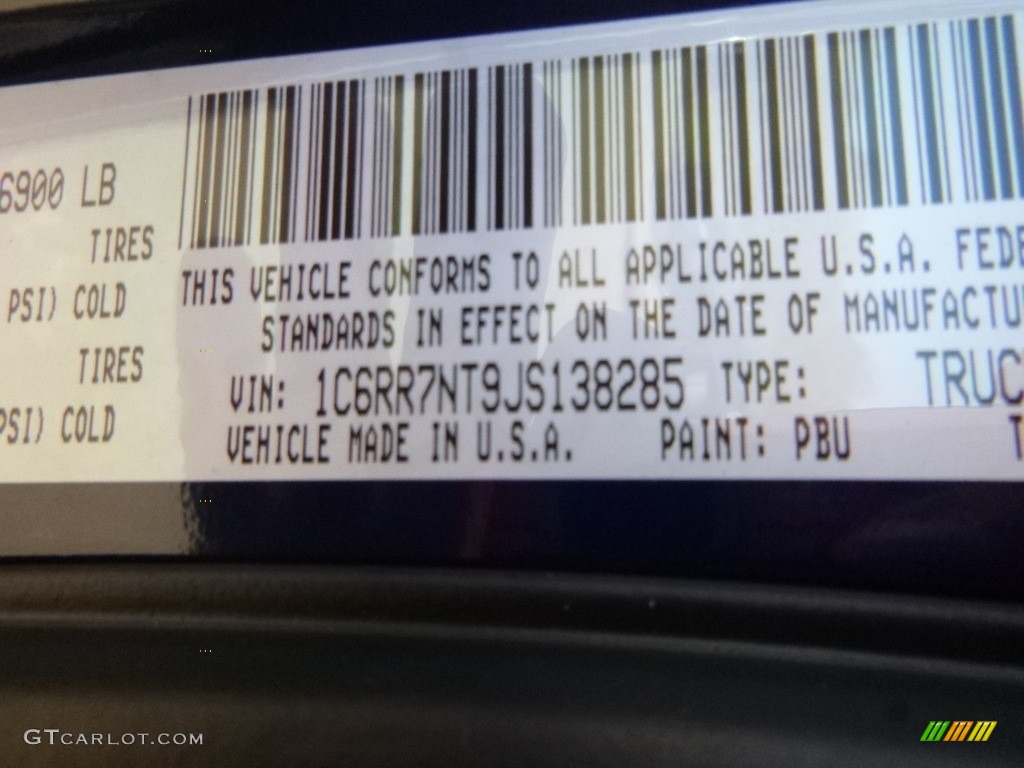 6900 LB
TIRES
PSI) COLD
TIRES
PSI) COLD
THIS VEHICLE CONFORMS TO ALL APPLICABLE U.S.A. FEDE
STANDARDS IN EFFECT ON THE DATE OF MANUFACTU
VIN: 1C6RR7NT9JS138285 TYPE: TRUC
VEHICLE MADE IN U.S.A. PAINT: PBU T
GTCARLOT.COM